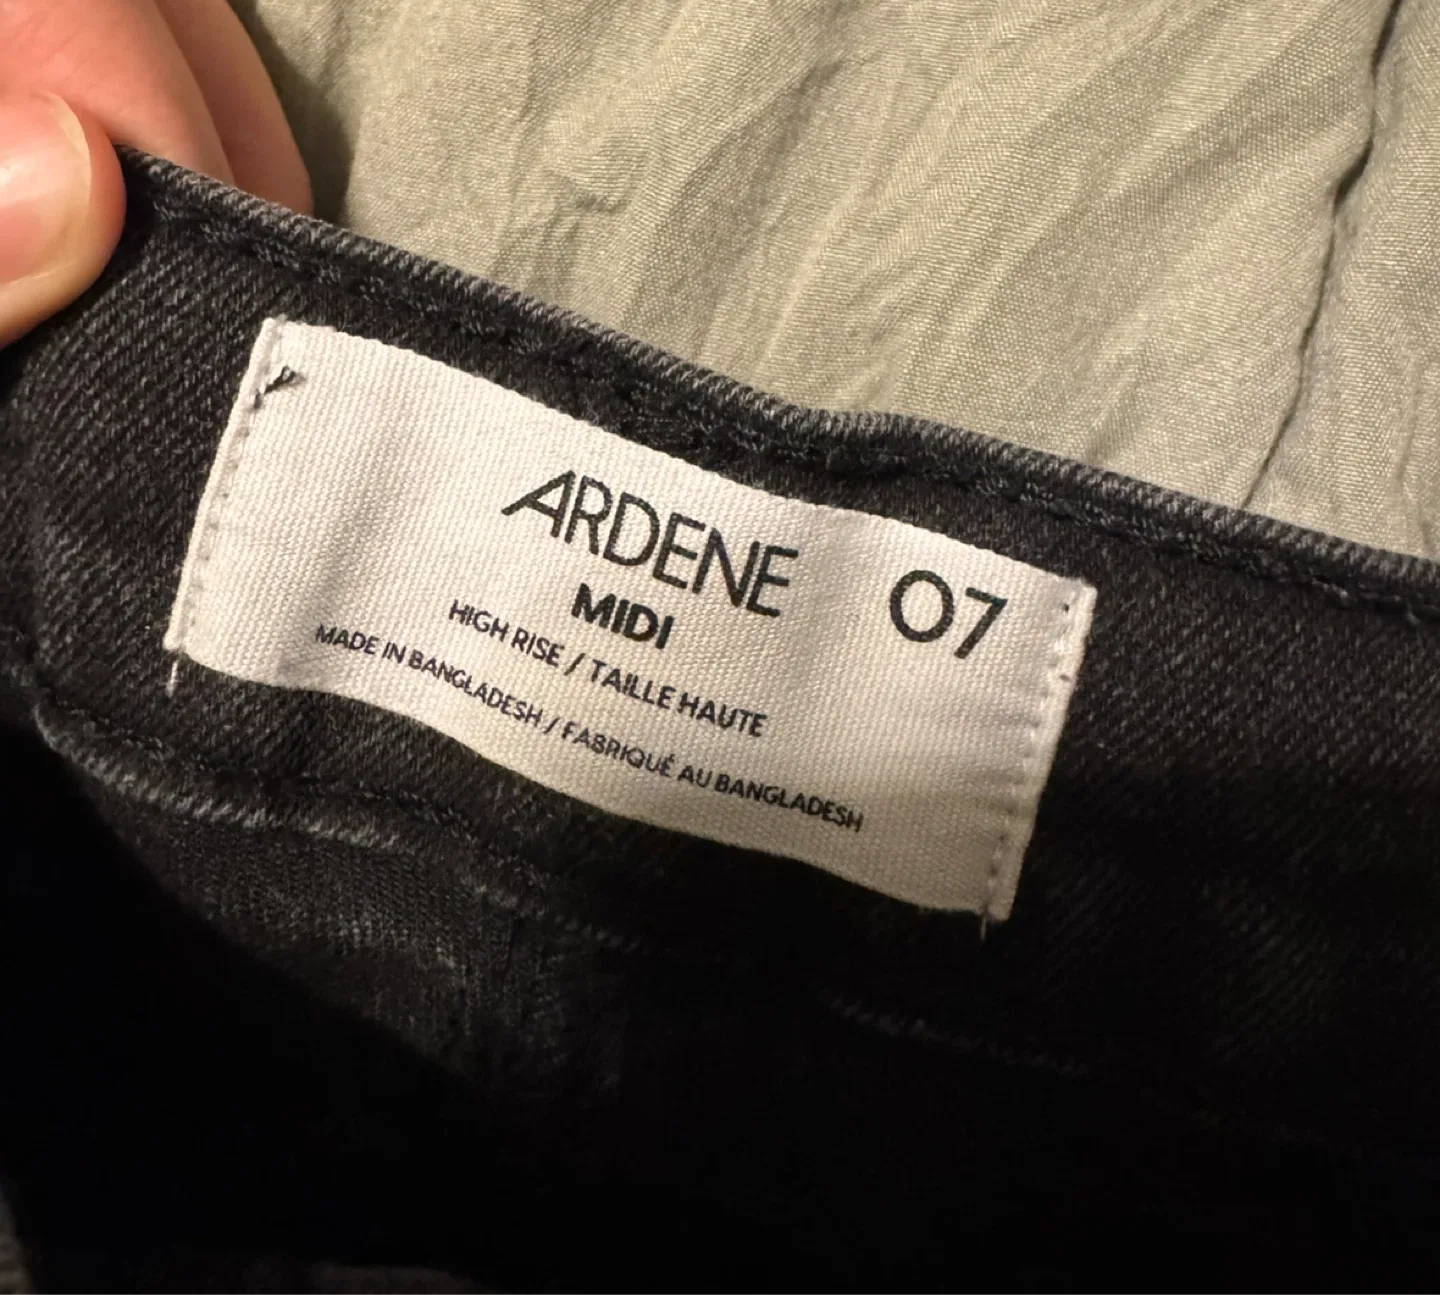 ARDENE
07
MIDI
HIGH RISE / TAILLE HAUTE
MADE IN BANGLADESH / FABRIQUÉ AU BANGLADESH